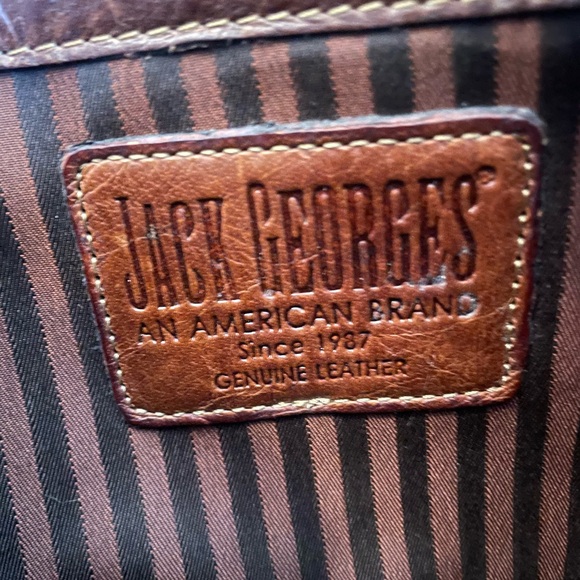 JACK GEORGES®
AN AMERICAN BRAND
Since 1987
GENUINE LEATHER